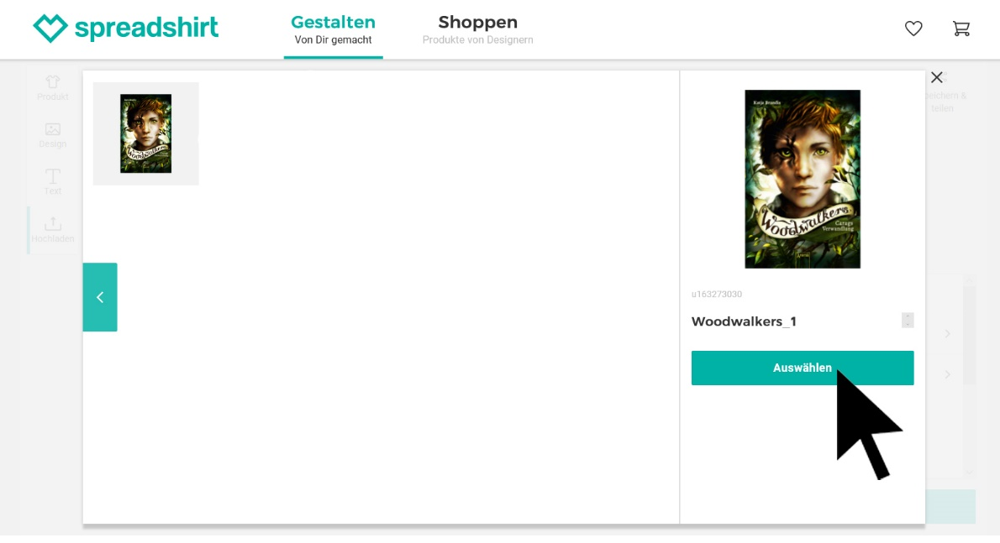 spreadshirt
Gestalten
Von Dir gemacht
Shoppen
Produkte von Designern
Produkt
Design
Text
Hochladen
teilen
Katja Brandis
Woodwalkers
Carags
Verwandlung
Arena
u163273030
Woodwalkers_1
Auswählen